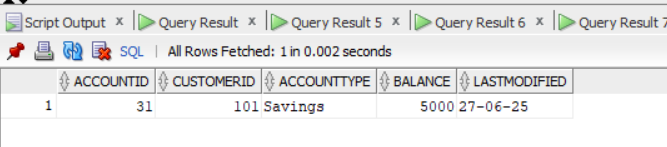 Script Output x Query Result x Query Result 5 x Query Result 6 x Query Result 7
SQL | All Rows Fetched: 1 in 0.002 seconds
ACCOUNTID CUSTOMERID ACCOUNTTYPE BALANCE LASTMODIFIED
1 31 101 Savings 5000 27-06-25